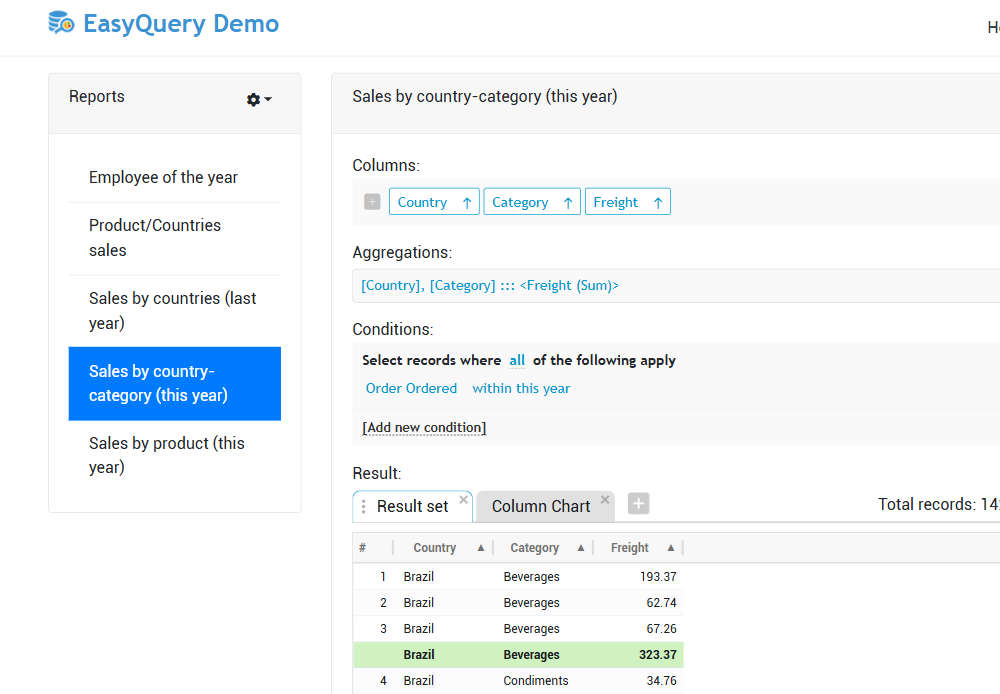 EasyQuery Demo
Reports
Employee of the year
Product/Countries
sales
Sales by countries (last
year)
Sales by country-
category (this year)
Sales by product (this
year)
Sales by country-category (this year)
Columns:
Country ↑ Category ↑ Freight ↑
Aggregations:
[Country], [Category] ::: <Freight (Sum)>
Conditions:
Select records where all of the following apply
Order Ordered within this year
[Add new condition]
Result:
Result set Column Chart Total records:
# Country Category Freight
1 Brazil Beverages 193.37
2 Brazil Beverages 62.74
3 Brazil Beverages 67.26
Brazil Beverages 323.37
4 Brazil Condiments 34.76